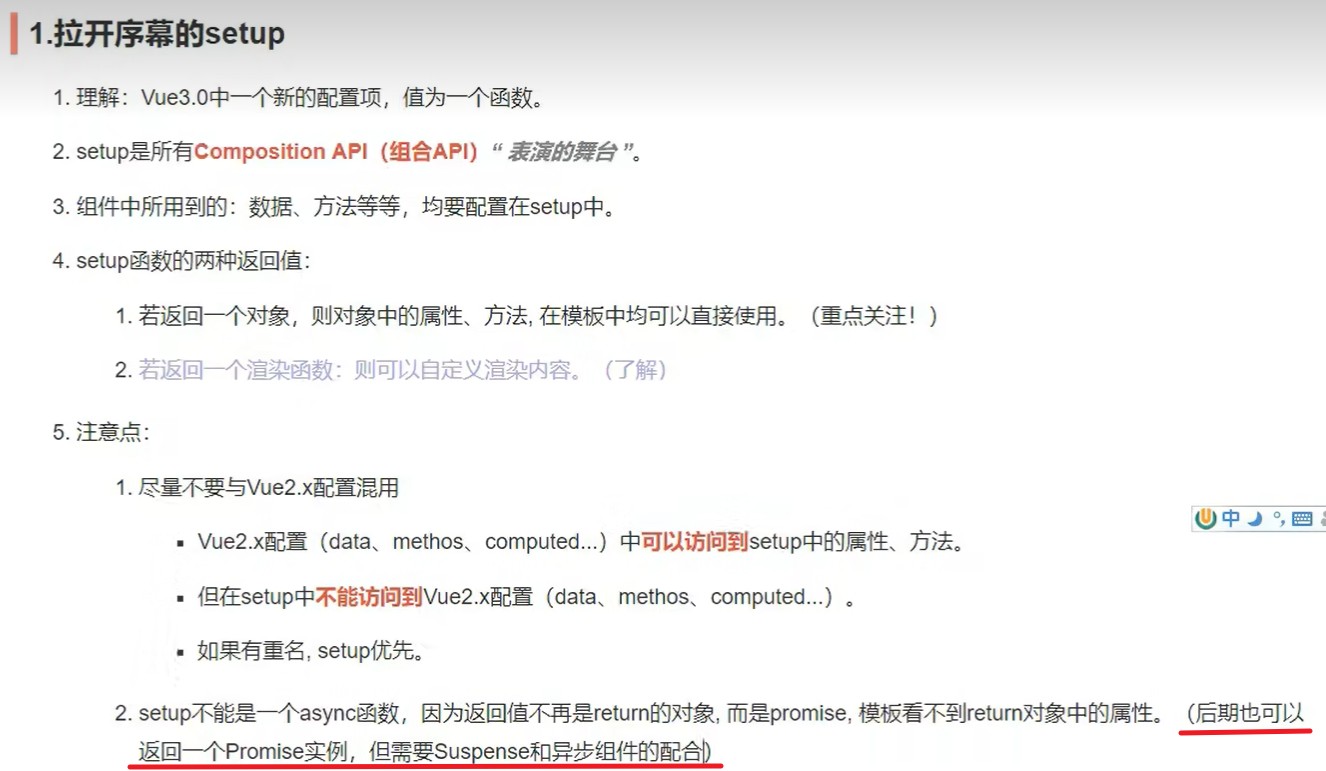 1.拉开序幕的setup
1. 理解：Vue3.0中一个新的配置项，值为一个函数。
2. setup是所有Composition API（组合API）“ 表演的舞台 ”。
3. 组件中所用到的：数据、方法等等，均要配置在setup中。
4. setup函数的两种返回值：
1. 若返回一个对象，则对象中的属性、方法, 在模板中均可以直接使用。（重点关注！）
2. 若返回一个渲染函数：则可以自定义渲染内容。（了解）
5. 注意点：
1. 尽量不要与Vue2.x配置混用
▪ Vue2.x配置（data、methos、computed...）中可以访问到setup中的属性、方法。
▪ 但在setup中不能访问到Vue2.x配置（data、methos、computed...）。
▪ 如果有重名, setup优先。
中
2. setup不能是一个async函数，因为返回值不再是return的对象, 而是promise, 模板看不到return对象中的属性。（后期也可以
返回一个Promise实例，但需要Suspense和异步组件的配合）